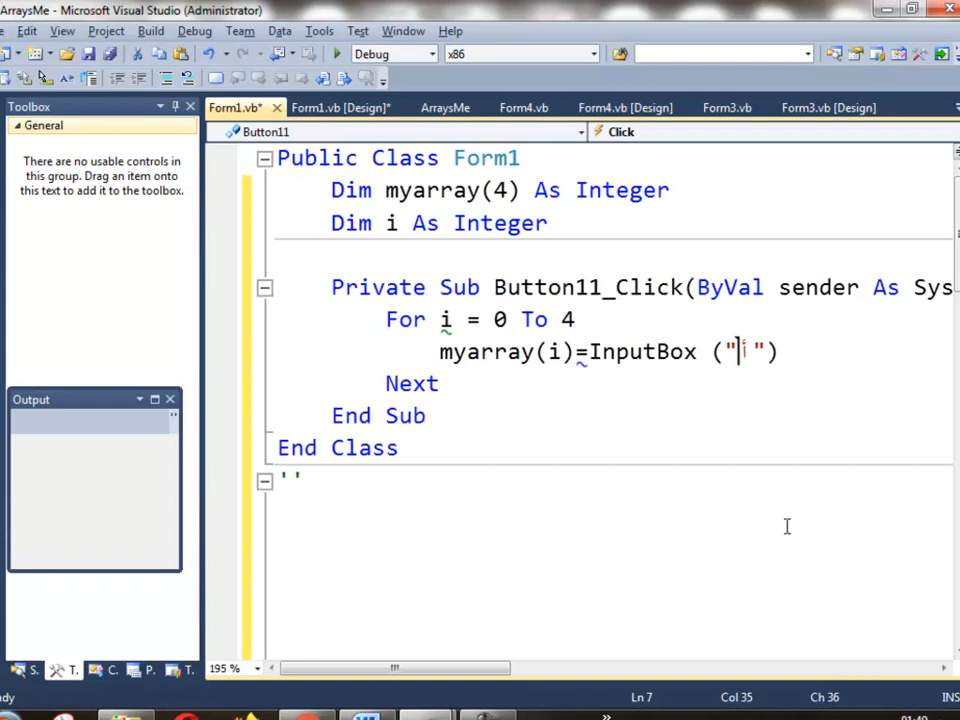 ArraysMe - Microsoft Visual Studio (Administrator)
Edit View Project Build Debug Team Data Tools Test Window Help
Debug x86
Toolbox
General
There are no usable controls in
this group. Drag an item onto
this text to add it to the toolbox.
Output
S. T. C. P. T.
Form1.vb* Form1.vb [Design]* ArraysMe Form4.vb Form4.vb [Design] Form3.vb Form3.vb [Design]
Button11 Click
Public Class Form1
Dim myarray(4) As Integer
Dim i As Integer
Private Sub Button11_Click(ByVal sender As Sys
For i = 0 To 4
myarray(i)=InputBox ("i ")
Next
End Sub
End Class
''
195 %
dy Ln 7 Col 35 Ch 36 INS